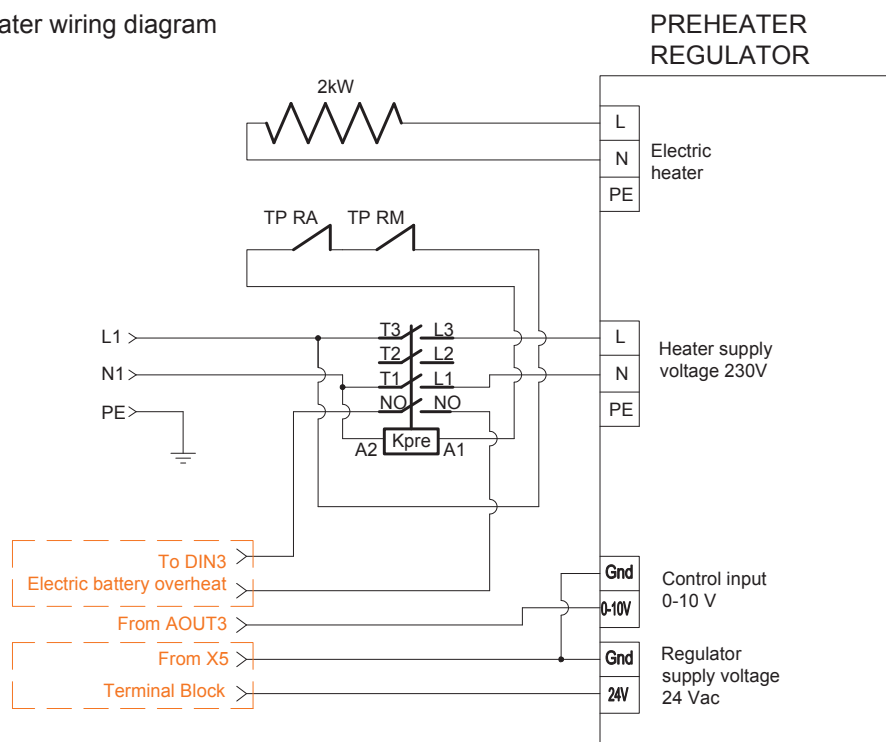 ater wiring diagram
PREHEATER
REGULATOR
2kW
L
N
PE
Electric
heater
TP RA
TP RM
L1
N1
PE
T3
L3
T2
L2
T1
L1
NO
NO
A2
Kpre
A1
L
N
PE
Heater supply
voltage 230V
To DIN3
Electric battery overheat
From AOUT3
From X5
Terminal Block
Gnd
0-10V
Control input
0-10 V
Gnd
24V
Regulator
supply voltage
24 Vac